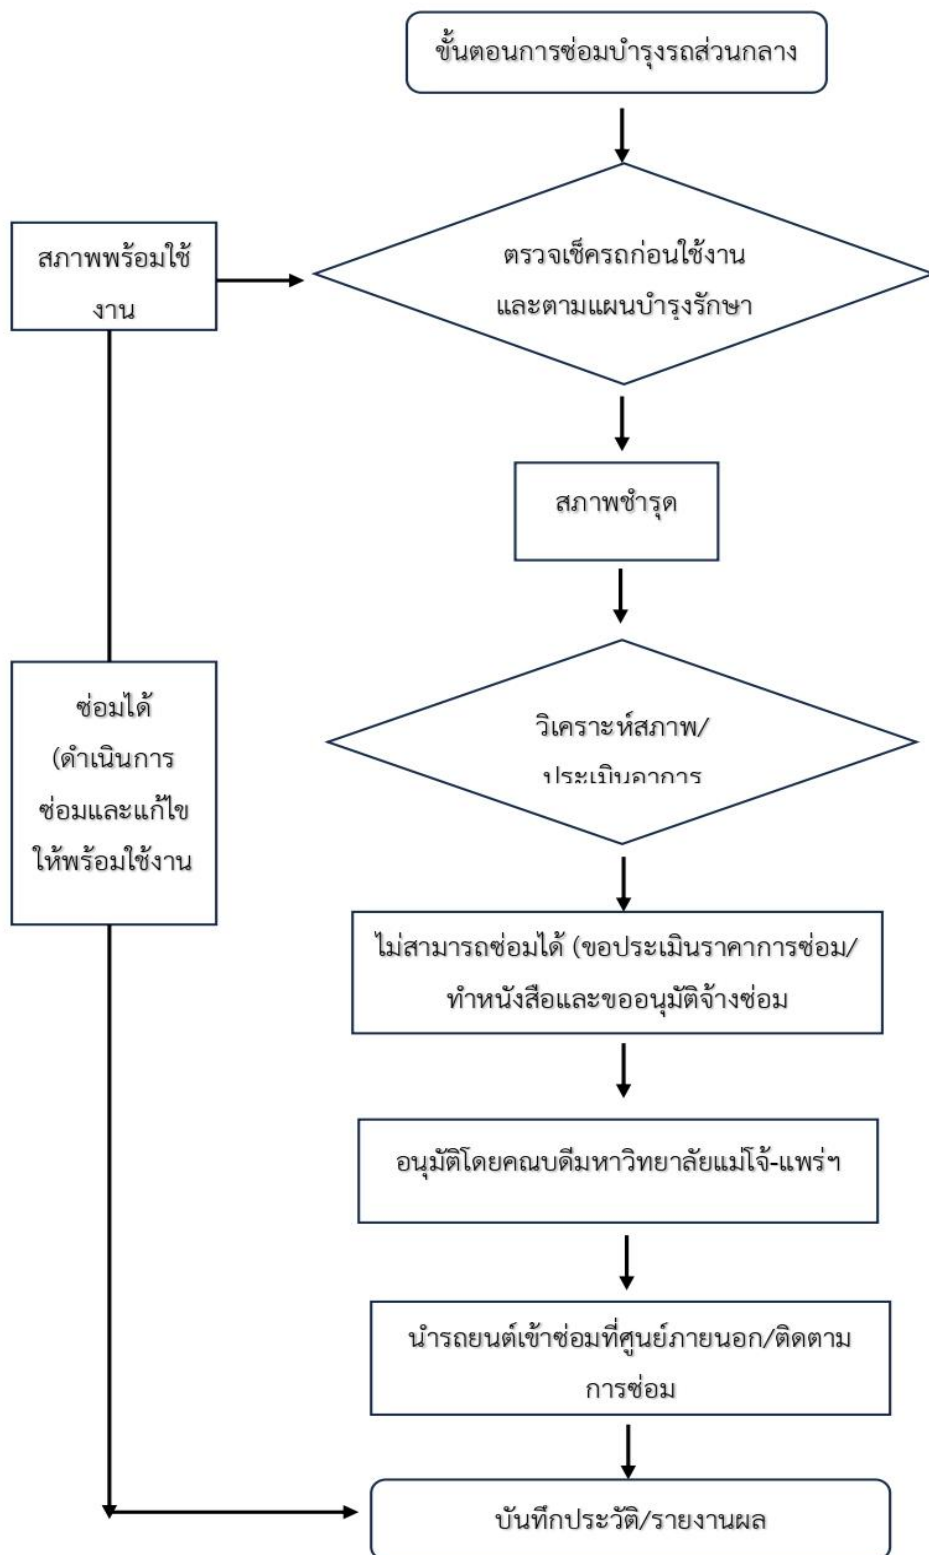 ขั้นตอนการซ่อมบำรุงรถส่วนกลาง
ตรวจเช็ครถก่อนใช้งาน
และตามแผนบำรุงรักษา
สภาพพร้อมใช้
งาน
สภาพชำรุด
ซ่อมได้
(ดำเนินการ
ซ่อมและแก้ไข
ให้พร้อมใช้งาน
วิเคราะห์สภาพ/
ประเมินอาการ
ไม่สามารถซ่อมได้ (ขอประเมินราคาการซ่อม/
ทำหนังสือและขออนุมัติจ้างซ่อม
อนุมัติโดยคณบดีมหาวิทยาลัยแม่โจ้-แพร่ฯ
นำรถยนต์เข้าซ่อมที่ศูนย์ภายนอก/ติดตาม
การซ่อม
บันทึกประวัติ/รายงานผล